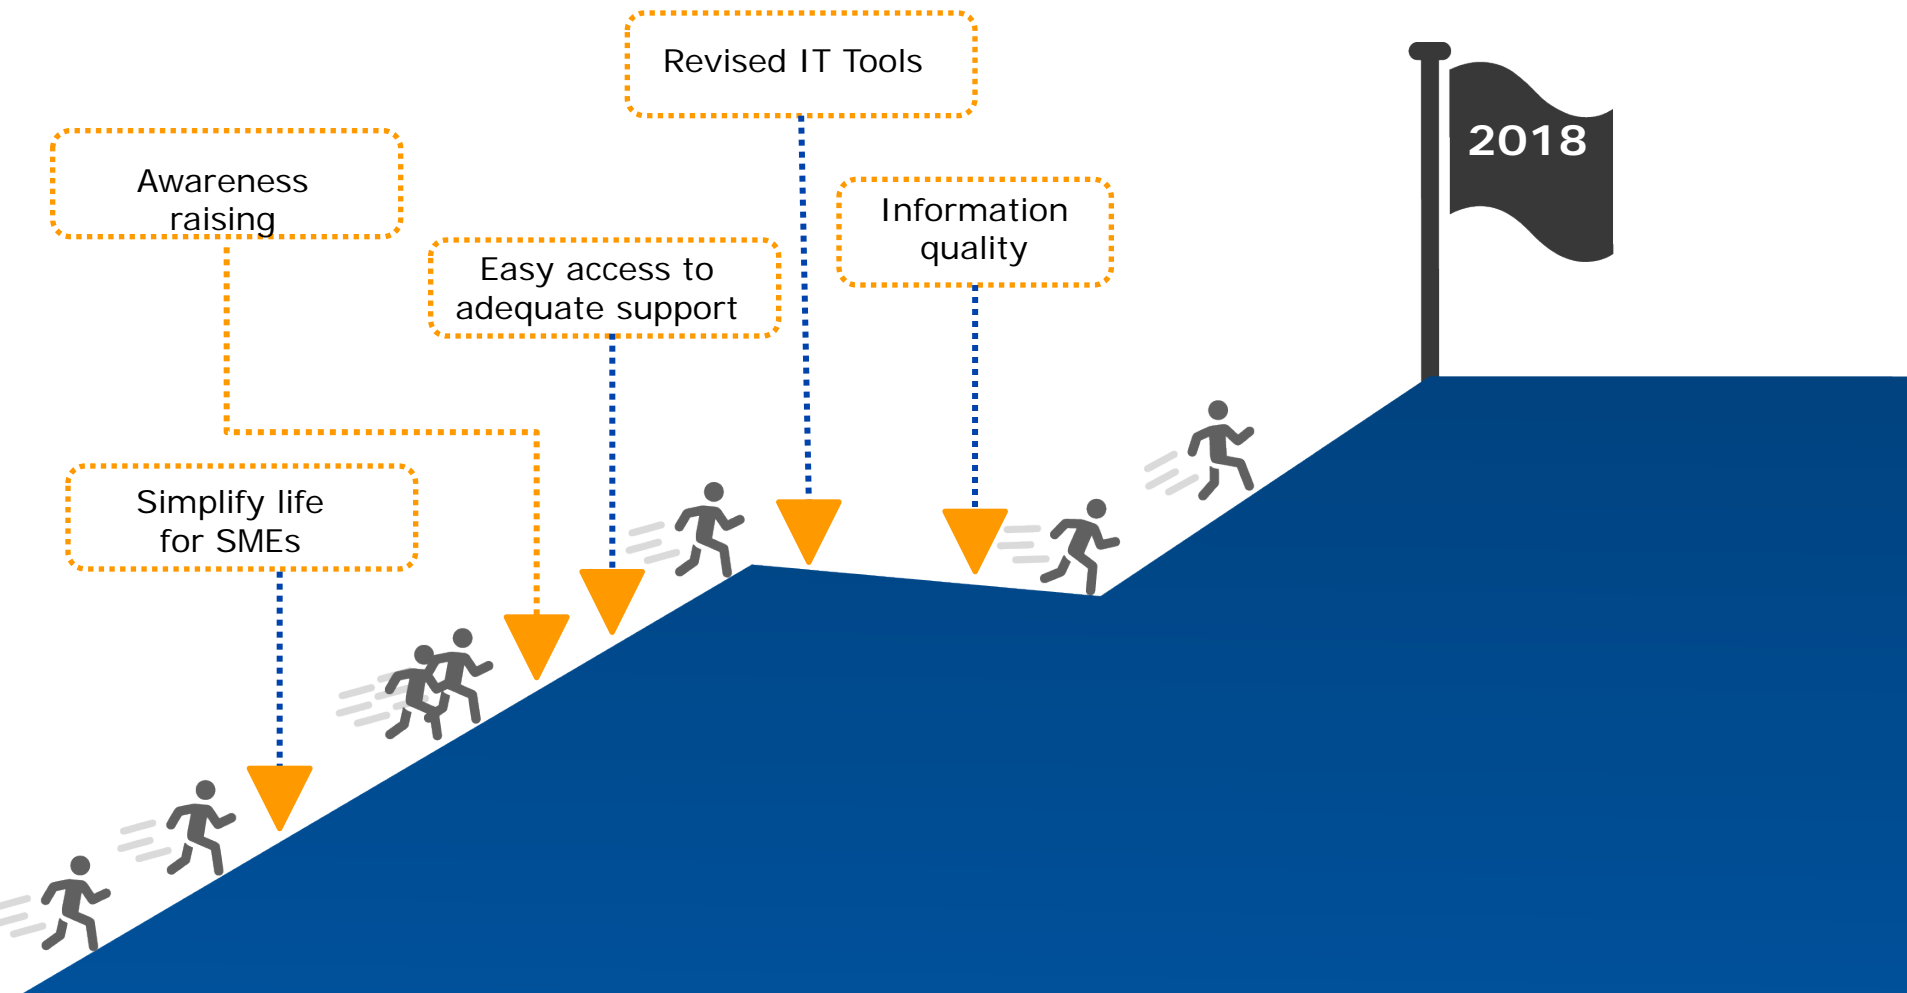 Revised IT Tools
2018
Awareness
raising
Information
quality
Easy access to
adequate support
Simplify life
for SMEs